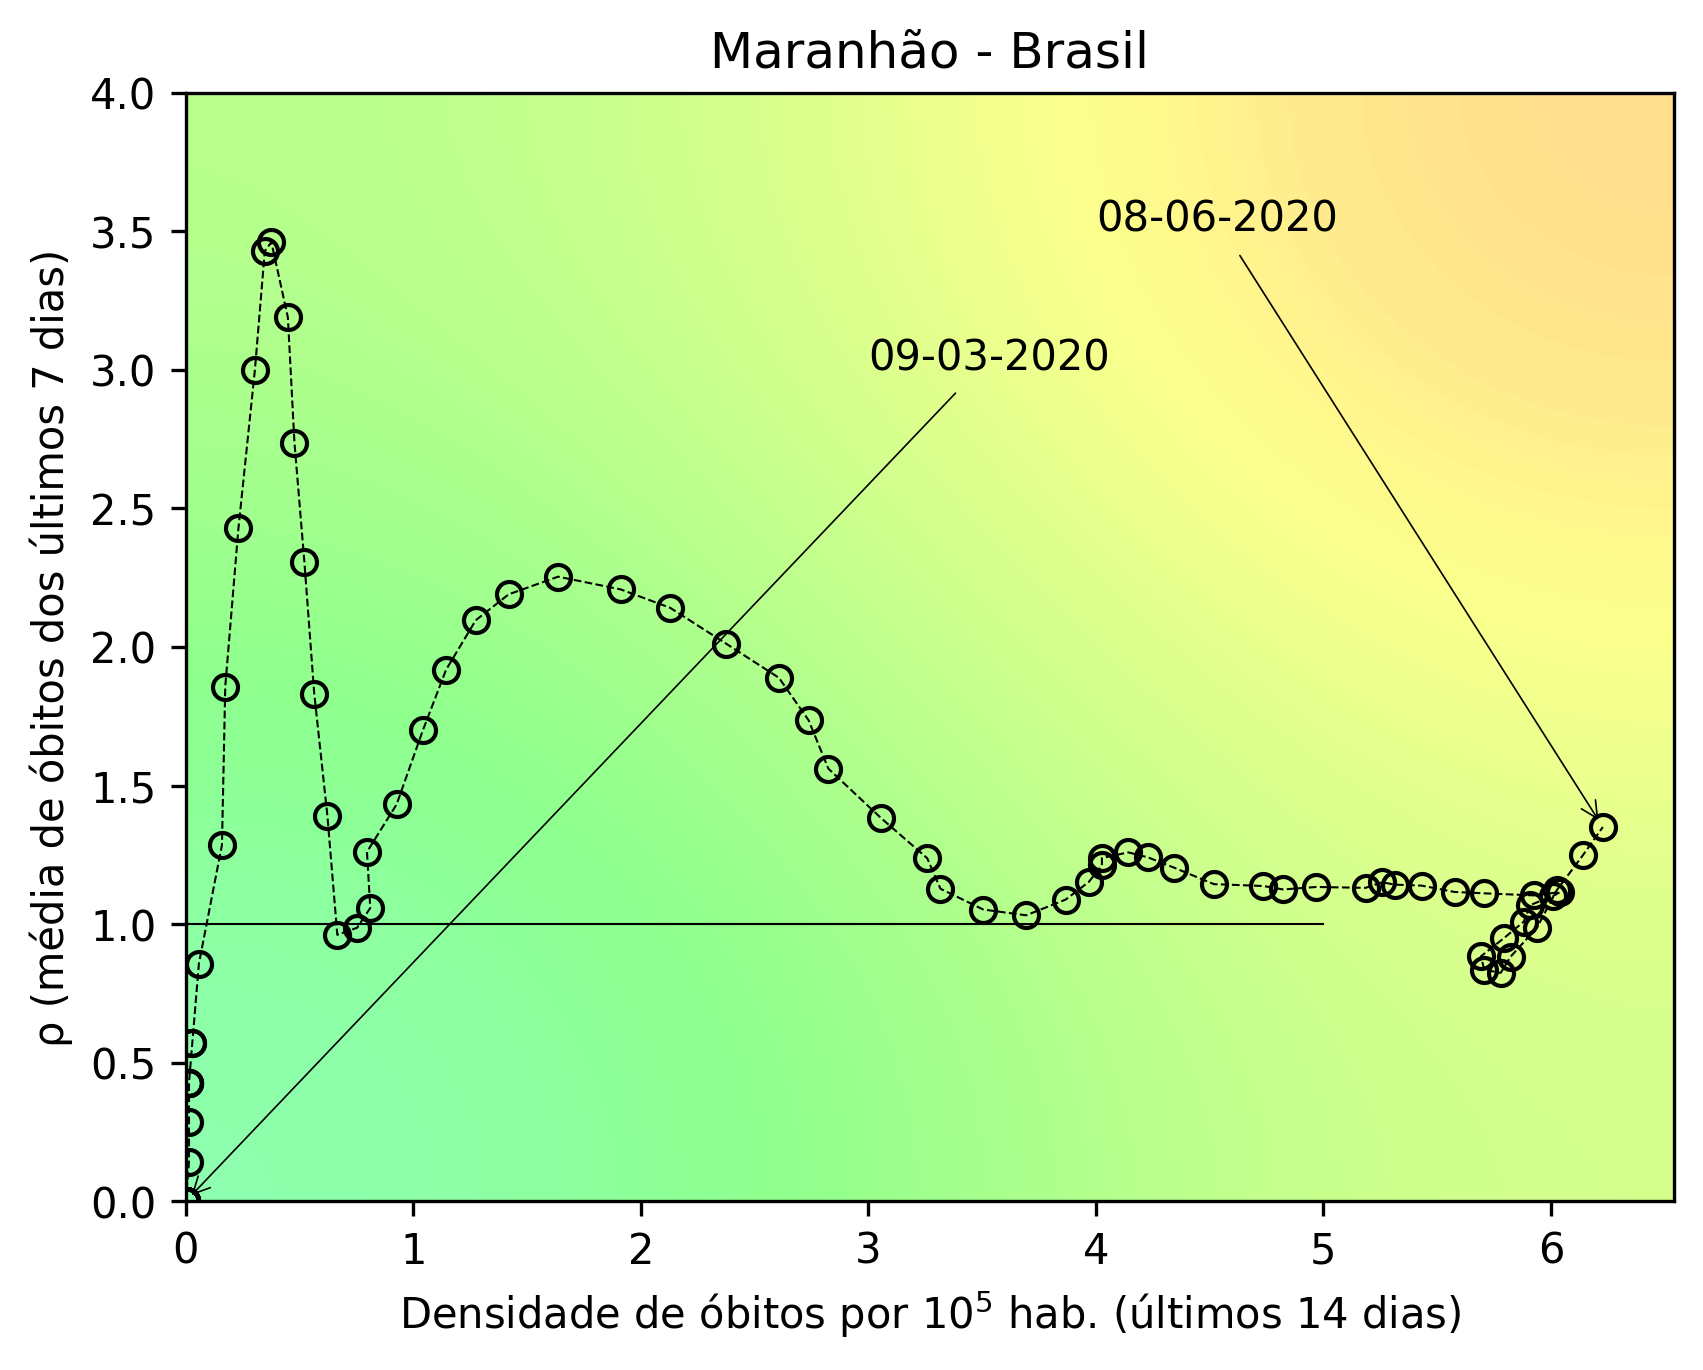 Maranhão - Brasil
4.0
3.5
3.0
2.5
2.0
1.5
1.0
0.5
0.0
ρ (média de óbitos dos últimos 7 dias)
08-06-2020
09-03-2020
0 1 2 3 4 5 6
Densidade de óbitos por 10⁵ hab. (últimos 14 dias)